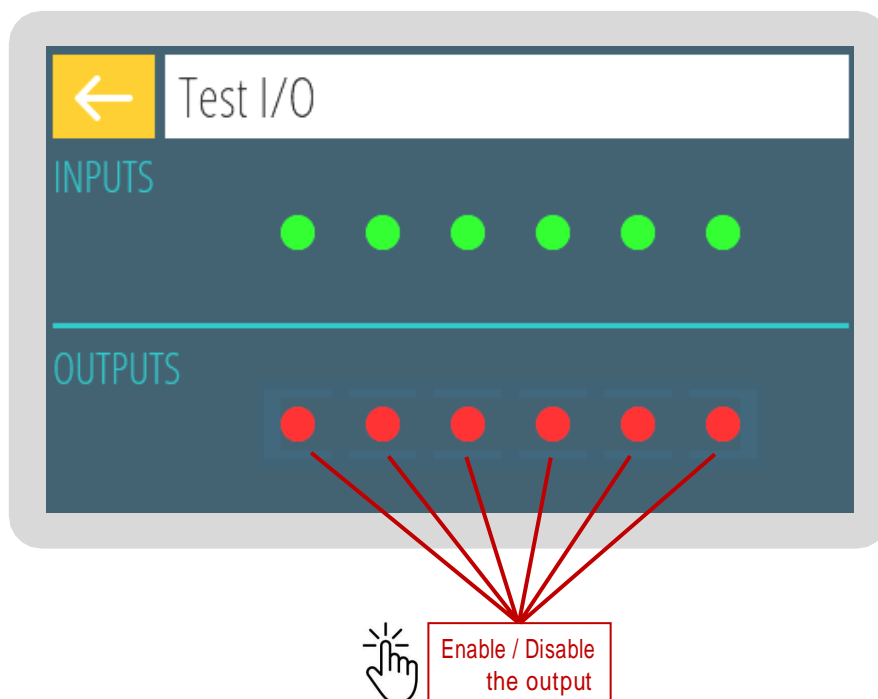 Test I/O
INPUTS
OUTPUTS
Enable / Disable
the output